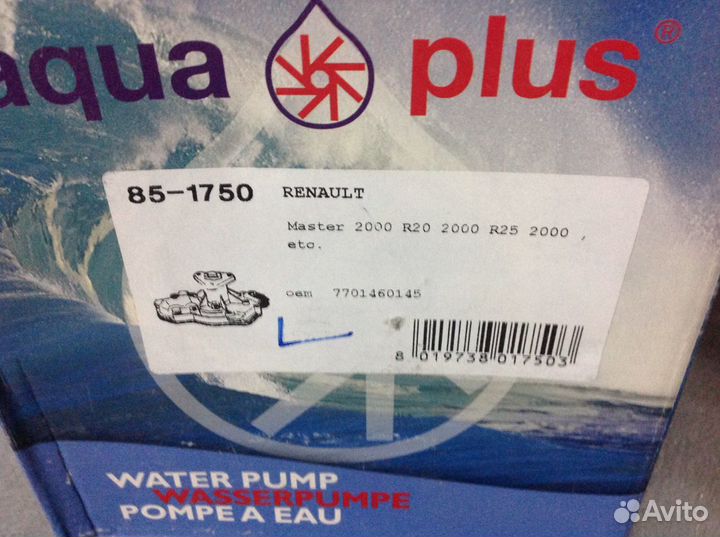 aqua plus®
85-1750 RENAULT
Master 2000 R20 2000 R25 2000 ,
etc.
oem 7701460145
8 019738 017503
WATER PUMP
WASSERPUMPE
POMPE A EAU
Avito